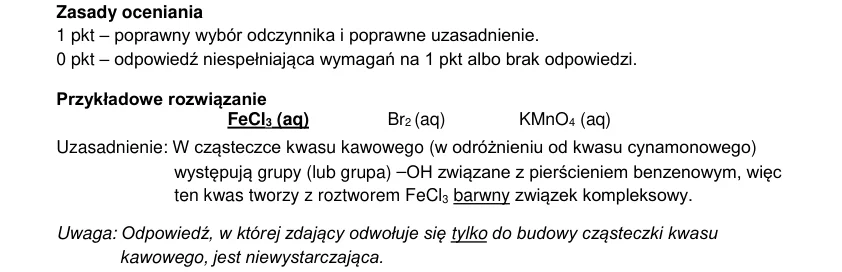 Zasady oceniania
1 pkt – poprawny wybór odczynnika i poprawne uzasadnienie.
0 pkt – odpowiedź niespełniająca wymagań na 1 pkt albo brak odpowiedzi.
Przykładowe rozwiązanie
FeCl₃ (aq) Br₂ (aq) KMnO₄ (aq)
Uzasadnienie: W cząsteczce kwasu kawowego (w odróżnieniu od kwasu cynamonowego)
występują grupy (lub grupa) –OH związane z pierścieniem benzenowym, więc
ten kwas tworzy z roztworem FeCl₃ barwny związek kompleksowy.
Uwaga: Odpowiedź, w której zdający odwołuje się tylko do budowy cząsteczki kwasu
kawowego, jest niewystarczająca.